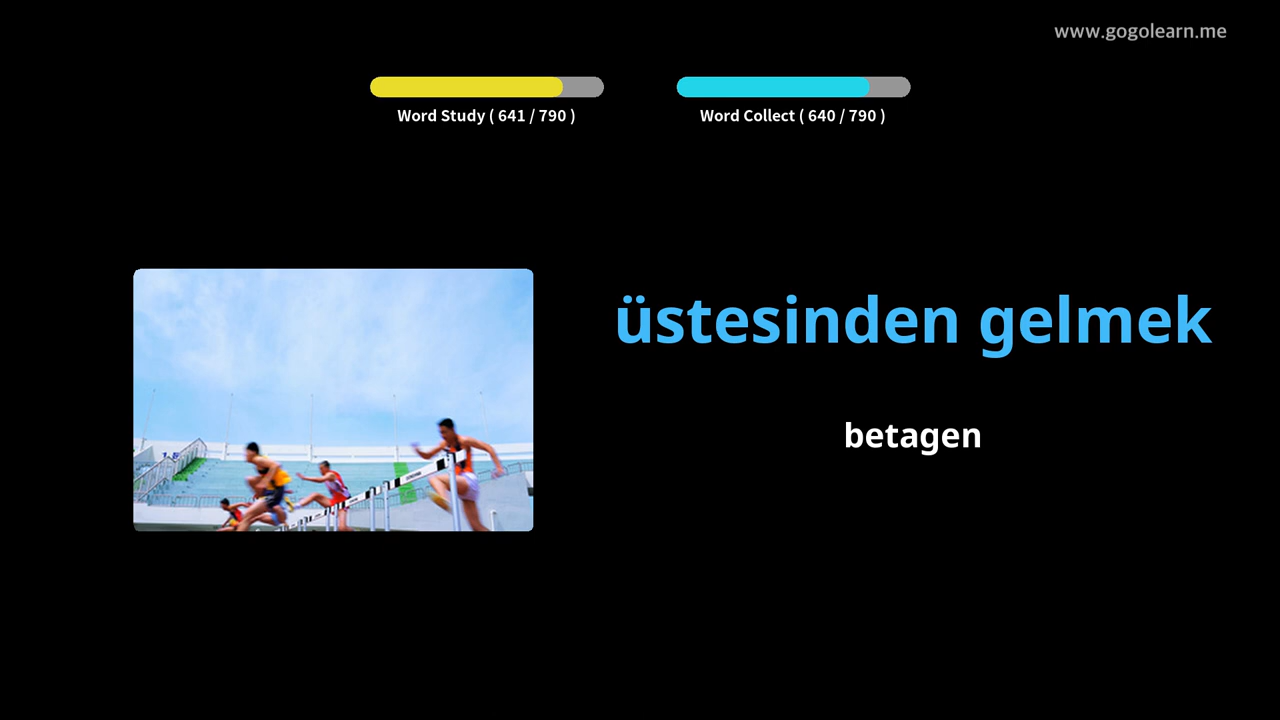 www.gogolearn.me
Word Study ( 641 / 790 )
Word Collect ( 640 / 790 )
üstesinden gelmek
betagen